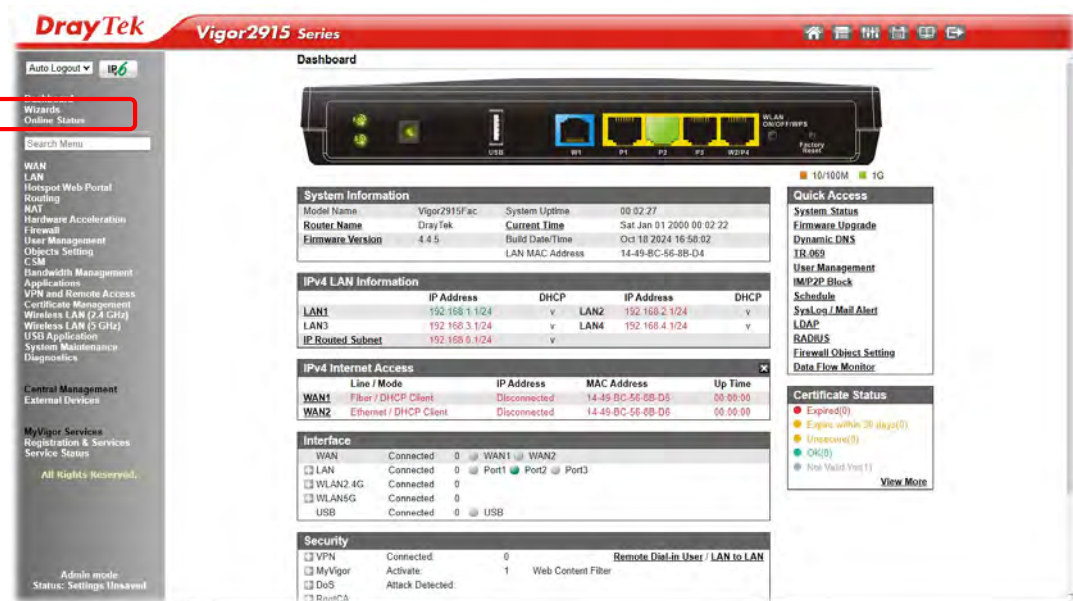 DrayTek
Vigor2915 Series
Auto Logout
IPv6
Dashboard
Wizards
Online Status
Search Menu
WAN
LAN
Hotspot Web Portal
Routing
NAT
Hardware Acceleration
Firewall
User Management
Objects Setting
CSM
Bandwidth Management
Applications
VPN and Remote Access
Certificate Management
Wireless LAN (2.4 GHz)
Wireless LAN (5 GHz)
USB Application
System Maintenance
Diagnostics
Central Management
External Devices
MyVigor Services
Registration & Services
Service Status
All Rights Reserved.
Admin mode
Status: Settings Unsaved
Dashboard
USB W1 P1 P2 P3 W2/P4
WLAN
ON/OFF/WPS
Factory
Reset
10/100M 1G
System Information
Model Name Vigor2915Fac System Uptime 00:02:27
Router Name DrayTek Current Time Sat Jan 01 2000 00:02:22
Firmware Version 4.4.5 Build Date/Time Oct 18 2024 16:58:02
LAN MAC Address 14-49-BC-56-8B-D4
IPv4 LAN Information
IP Address DHCP IP Address DHCP
LAN1 192.168.1.1/24 v LAN2 192.168.2.1/24 v
LAN3 192.168.3.1/24 v LAN4 192.168.4.1/24 v
IP Routed Subnet 192.168.0.1/24 v
IPv4 Internet Access
Line / Mode IP Address MAC Address Up Time
WAN1 Fiber / DHCP Client Disconnected 14-49-BC-56-8B-D5 00:00:00
WAN2 Ethernet / DHCP Client Disconnected 14-49-BC-56-8B-D6 00:00:00
Interface
WAN Connected 0 WAN1 WAN2
LAN Connected 0 Port1 Port2 Port3
WLAN2.4G Connected 0
WLAN5G Connected 0
USB Connected 0 USB
Security
VPN Connected: 0 Remote Dial-in User / LAN to LAN
MyVigor Activate: 1 Web Content Filter
DoS Attack Detected:
RootCA
Quick Access
System Status
Firmware Upgrade
Dynamic DNS
TR-069
User Management
IM/P2P Block
Schedule
SysLog / Mail Alert
LDAP
RADIUS
Firewall Object Setting
Data Flow Monitor
Certificate Status
Expired(0)
Expires within 30 days(0)
Unsecure(0)
OK(0)
Not Valid Yet(1)
View More